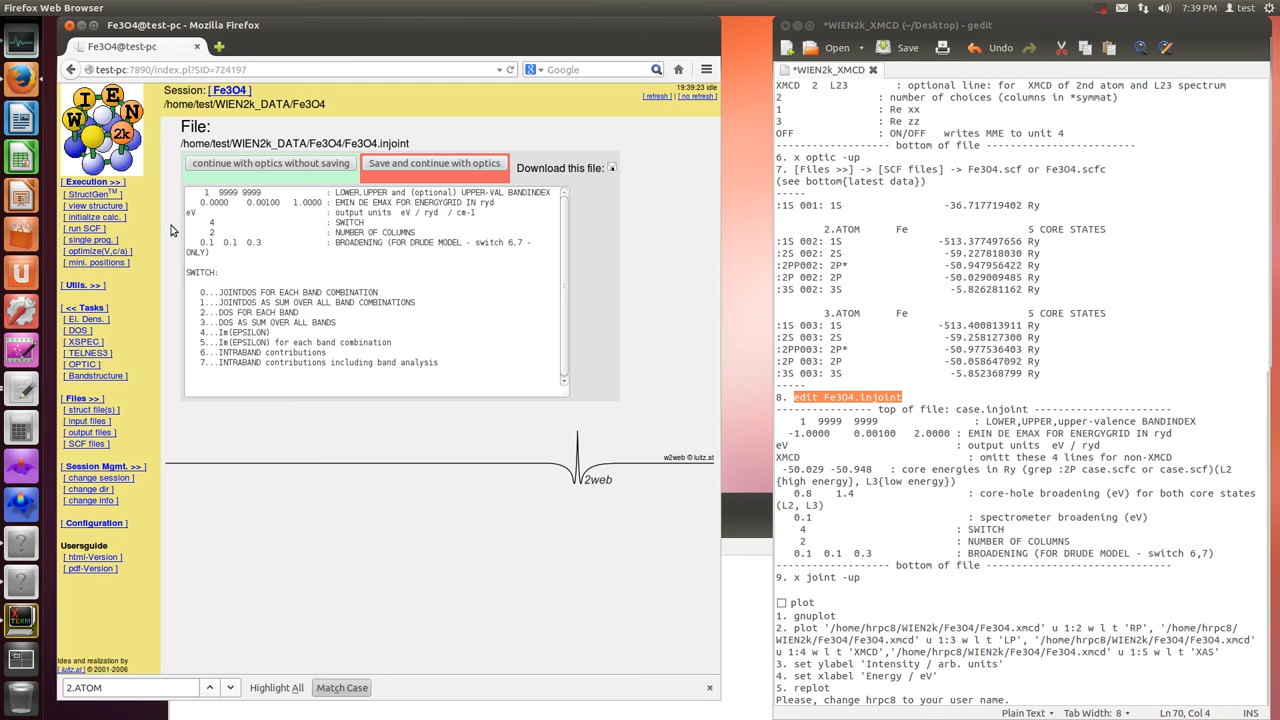 Firefox Web Browser
7:39 PM
test
Fe3O4@test-pc - Mozilla Firefox
Fe3O4@test-pc
test-pc:7890/index.pl?SID=724197
Google
W I E N 2k
Session: [ Fe3O4 ]
/home/test/WIEN2k_DATA/Fe3O4
19:39:23 idle
[ refresh ] [ no refresh ]
[ Execution >> ]
[ StructGen™ ]
[ view structure ]
[ initialize calc. ]
[ run SCF ]
[ single prog. ]
[ optimize(V,c/a) ]
[ mini. positions ]
[ Utils. >> ]
[ << Tasks ]
[ El. Dens. ]
[ DOS ]
[ XSPEC ]
[ TELNES3 ]
[ OPTIC ]
[ Bandstructure ]
[ Files >> ]
[ struct file(s) ]
[ input files ]
[ output files ]
[ SCF files ]
[ Session Mgmt. >> ]
[ change session ]
[ change dir ]
[ change info ]
[ Configuration ]
Usersguide
[ html-Version ]
[ pdf-Version ]
Idea and realization by
[ luitz.at ] © 2001-2006
File:
/home/test/WIEN2k_DATA/Fe3O4/Fe3O4.injoint
continue with optics without saving
Save and continue with optics
Download this file:
1 9999 9999 : LOWER,UPPER and (optional) UPPER-VAL BANDINDEX
0.0000 0.00100 1.0000 : EMIN DE EMAX FOR ENERGYGRID IN ryd
eV : output units eV / ryd / cm-1
4 : SWITCH
2 : NUMBER OF COLUMNS
0.1 0.1 0.3 : BROADENING (FOR DRUDE MODEL - switch 6,7 -
ONLY)
SWITCH:
0...JOINTDOS FOR EACH BAND COMBINATION
1...JOINTDOS AS SUM OVER ALL BAND COMBINATIONS
2...DOS FOR EACH BAND
3...DOS AS SUM OVER ALL BANDS
4...Im(EPSILON)
5...Im(EPSILON) for each band combination
6...INTRABAND contributions
7...INTRABAND contributions including band analysis
w2web © luitz.at
2web
2.ATOM
Highlight All
Match Case
XTERM
*WIEN2k_XMCD (~/Desktop) - gedit
Open
Save
Undo
*WIEN2k_XMCD
XMCD 2 L23 : optional line: for XMCD of 2nd atom and L23 spectrum
2 : number of choices (columns in *symmat)
1 : Re xx
3 : Re zz
OFF : ON/OFF writes MME to unit 4
------------------ bottom of file -------------------------------
6. x optic -up
7. [Files >>] -> [SCF files] -> Fe3O4.scf or Fe3O4.scfc
(see bottom{latest data})
-----
:1S 001: 1S -36.717719402 Ry
2.ATOM Fe 5 CORE STATES
:1S 002: 1S -513.377497656 Ry
:2S 002: 2S -59.227818030 Ry
:2PP002: 2P* -50.947956422 Ry
:2P 002: 2P -50.029009485 Ry
:3S 002: 3S -5.826281162 Ry
3.ATOM Fe 5 CORE STATES
:1S 003: 1S -513.400813911 Ry
:2S 003: 2S -59.258127300 Ry
:2PP003: 2P* -50.977536403 Ry
:2P 003: 2P -50.058647092 Ry
:3S 003: 3S -5.852368799 Ry
-----
8. edit Fe3O4.injoint
---------------- top of file: case.injoint -----------------------
1 9999 9999 : LOWER,UPPER,upper-valence BANDINDEX
-1.0000 0.00100 2.0000 : EMIN DE EMAX FOR ENERGYGRID IN ryd
eV : output units eV / ryd
XMCD : omitt these 4 lines for non-XMCD
-50.029 -50.948 : core energies in Ry (grep :2P case.scfc or case.scf)(L2
{high energy}, L3{low energy})
0.8 1.4 : core-hole broadening (eV) for both core states
(L2, L3)
0.1 : spectrometer broadening (eV)
4 : SWITCH
2 : NUMBER OF COLUMNS
0.1 0.1 0.3 : BROADENING (FOR DRUDE MODEL - switch 6,7)
------------------ bottom of file -------------------------------
9. x joint -up
□ plot
1. gnuplot
2. plot '/home/hrpc8/WIEN2k/Fe3O4/Fe3O4.xmcd' u 1:2 w l t 'RP', '/home/hrpc8/
WIEN2k/Fe3O4/Fe3O4.xmcd' u 1:3 w l t 'LP', '/home/hrpc8/WIEN2k/Fe3O4/Fe3O4.xmcd'
u 1:4 w l t 'XMCD','/home/hrpc8/WIEN2k/Fe3O4/Fe3O4.xmcd' u 1:5 w l t 'XAS'
3. set ylabel 'Intensity / arb. units'
4. set xlabel 'Energy / eV'
5. replot
Please, change hrpc8 to your user name.
Plain Text
Tab Width: 8
Ln 70, Col 4
INS